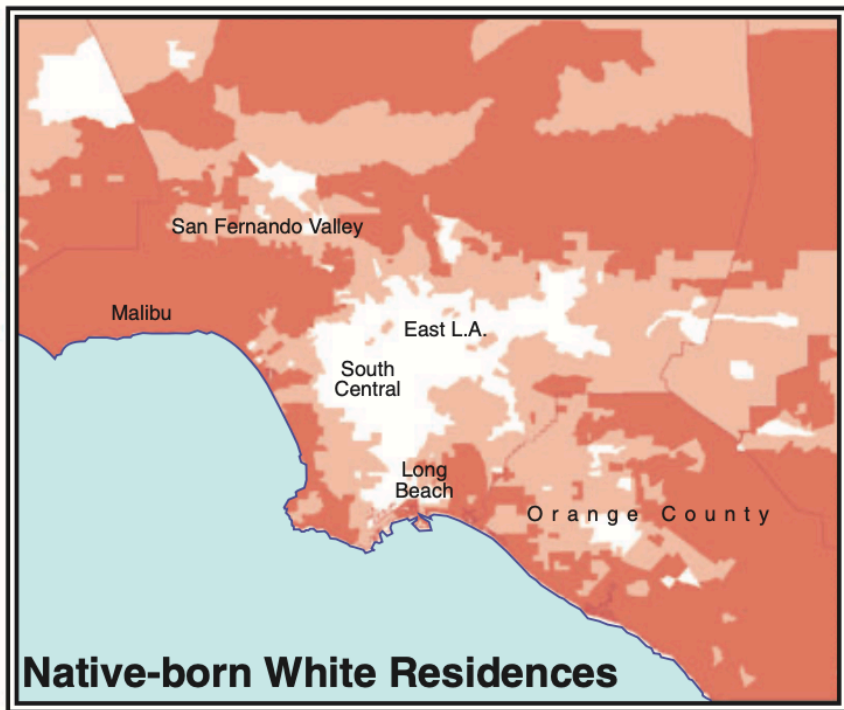 San Fernando Valley
Malibu
East L.A.
South
Central
Long
Beach
Orange County
Native-born White Residences